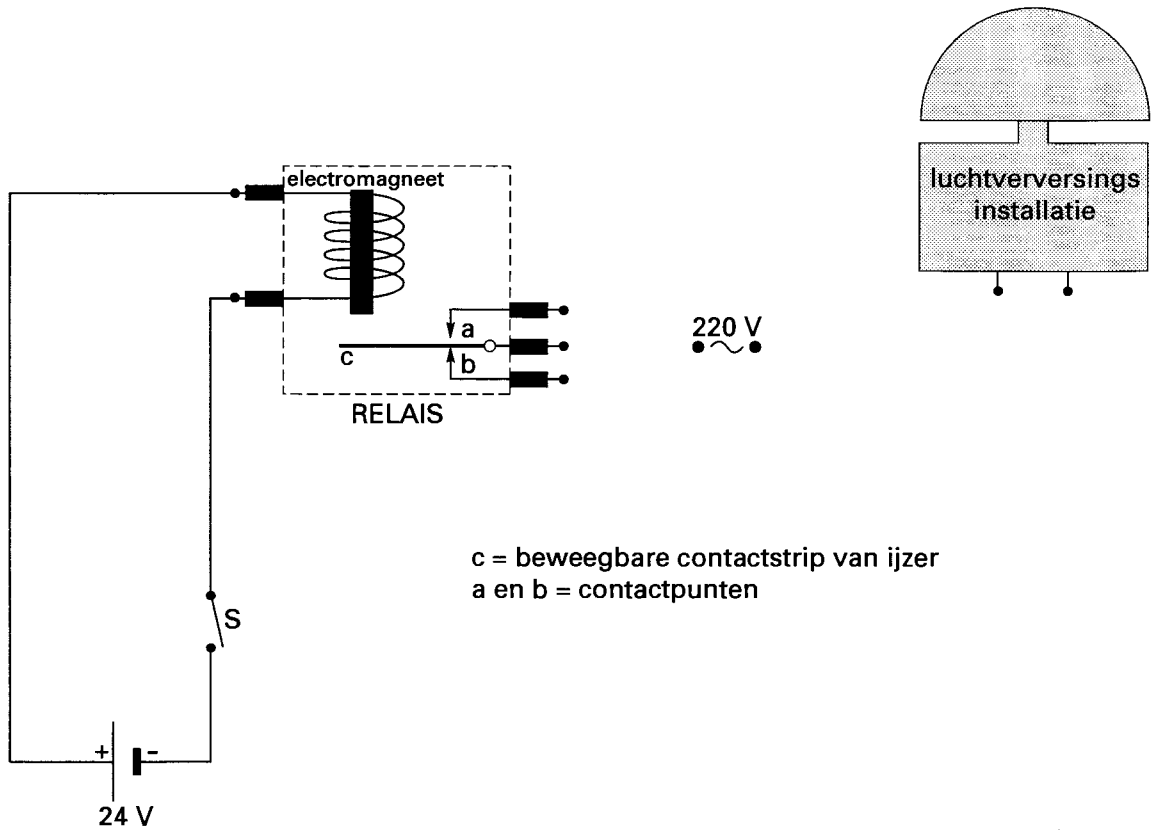 luchtverversings
installatie
electromagneet
a
220 V
c
b
RELAIS
c = beweegbare contactstrip van ijzer
a en b = contactpunten
S
+ -
24 V